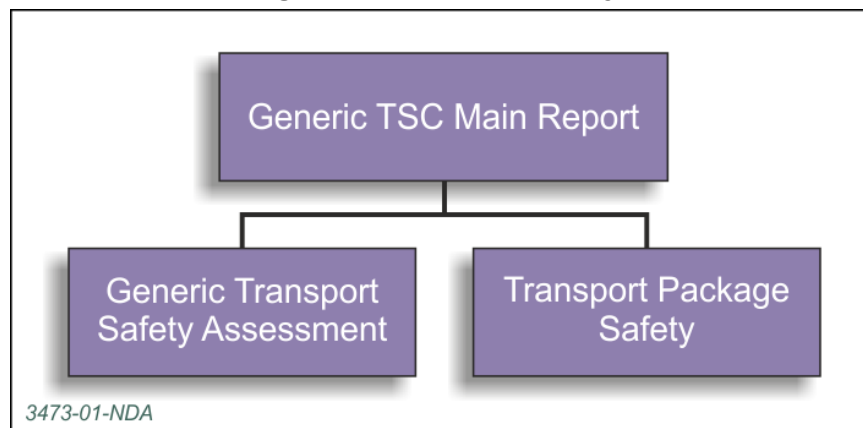 Generic TSC Main Report
Generic Transport
Safety Assessment
Transport Package
Safety
3473-01-NDA